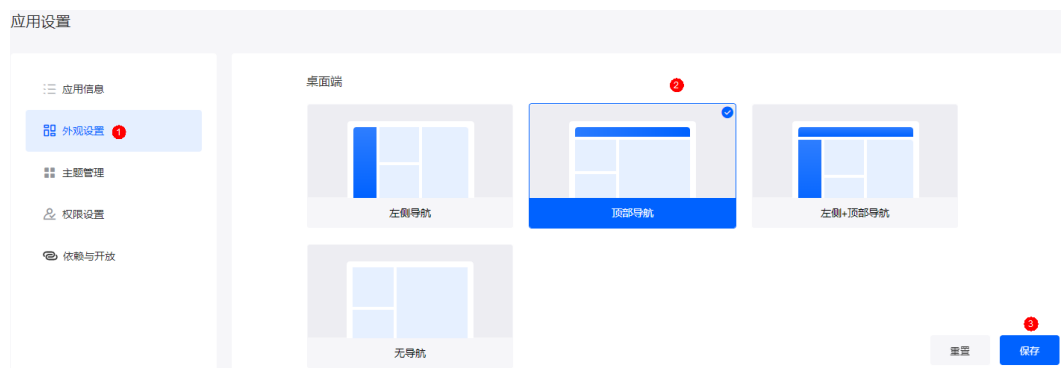 应用设置
应用信息
外观设置 1
主题管理
权限设置
依赖与开放
桌面端
2
左侧导航
顶部导航
左侧+顶部导航
无导航
3
重置
保存